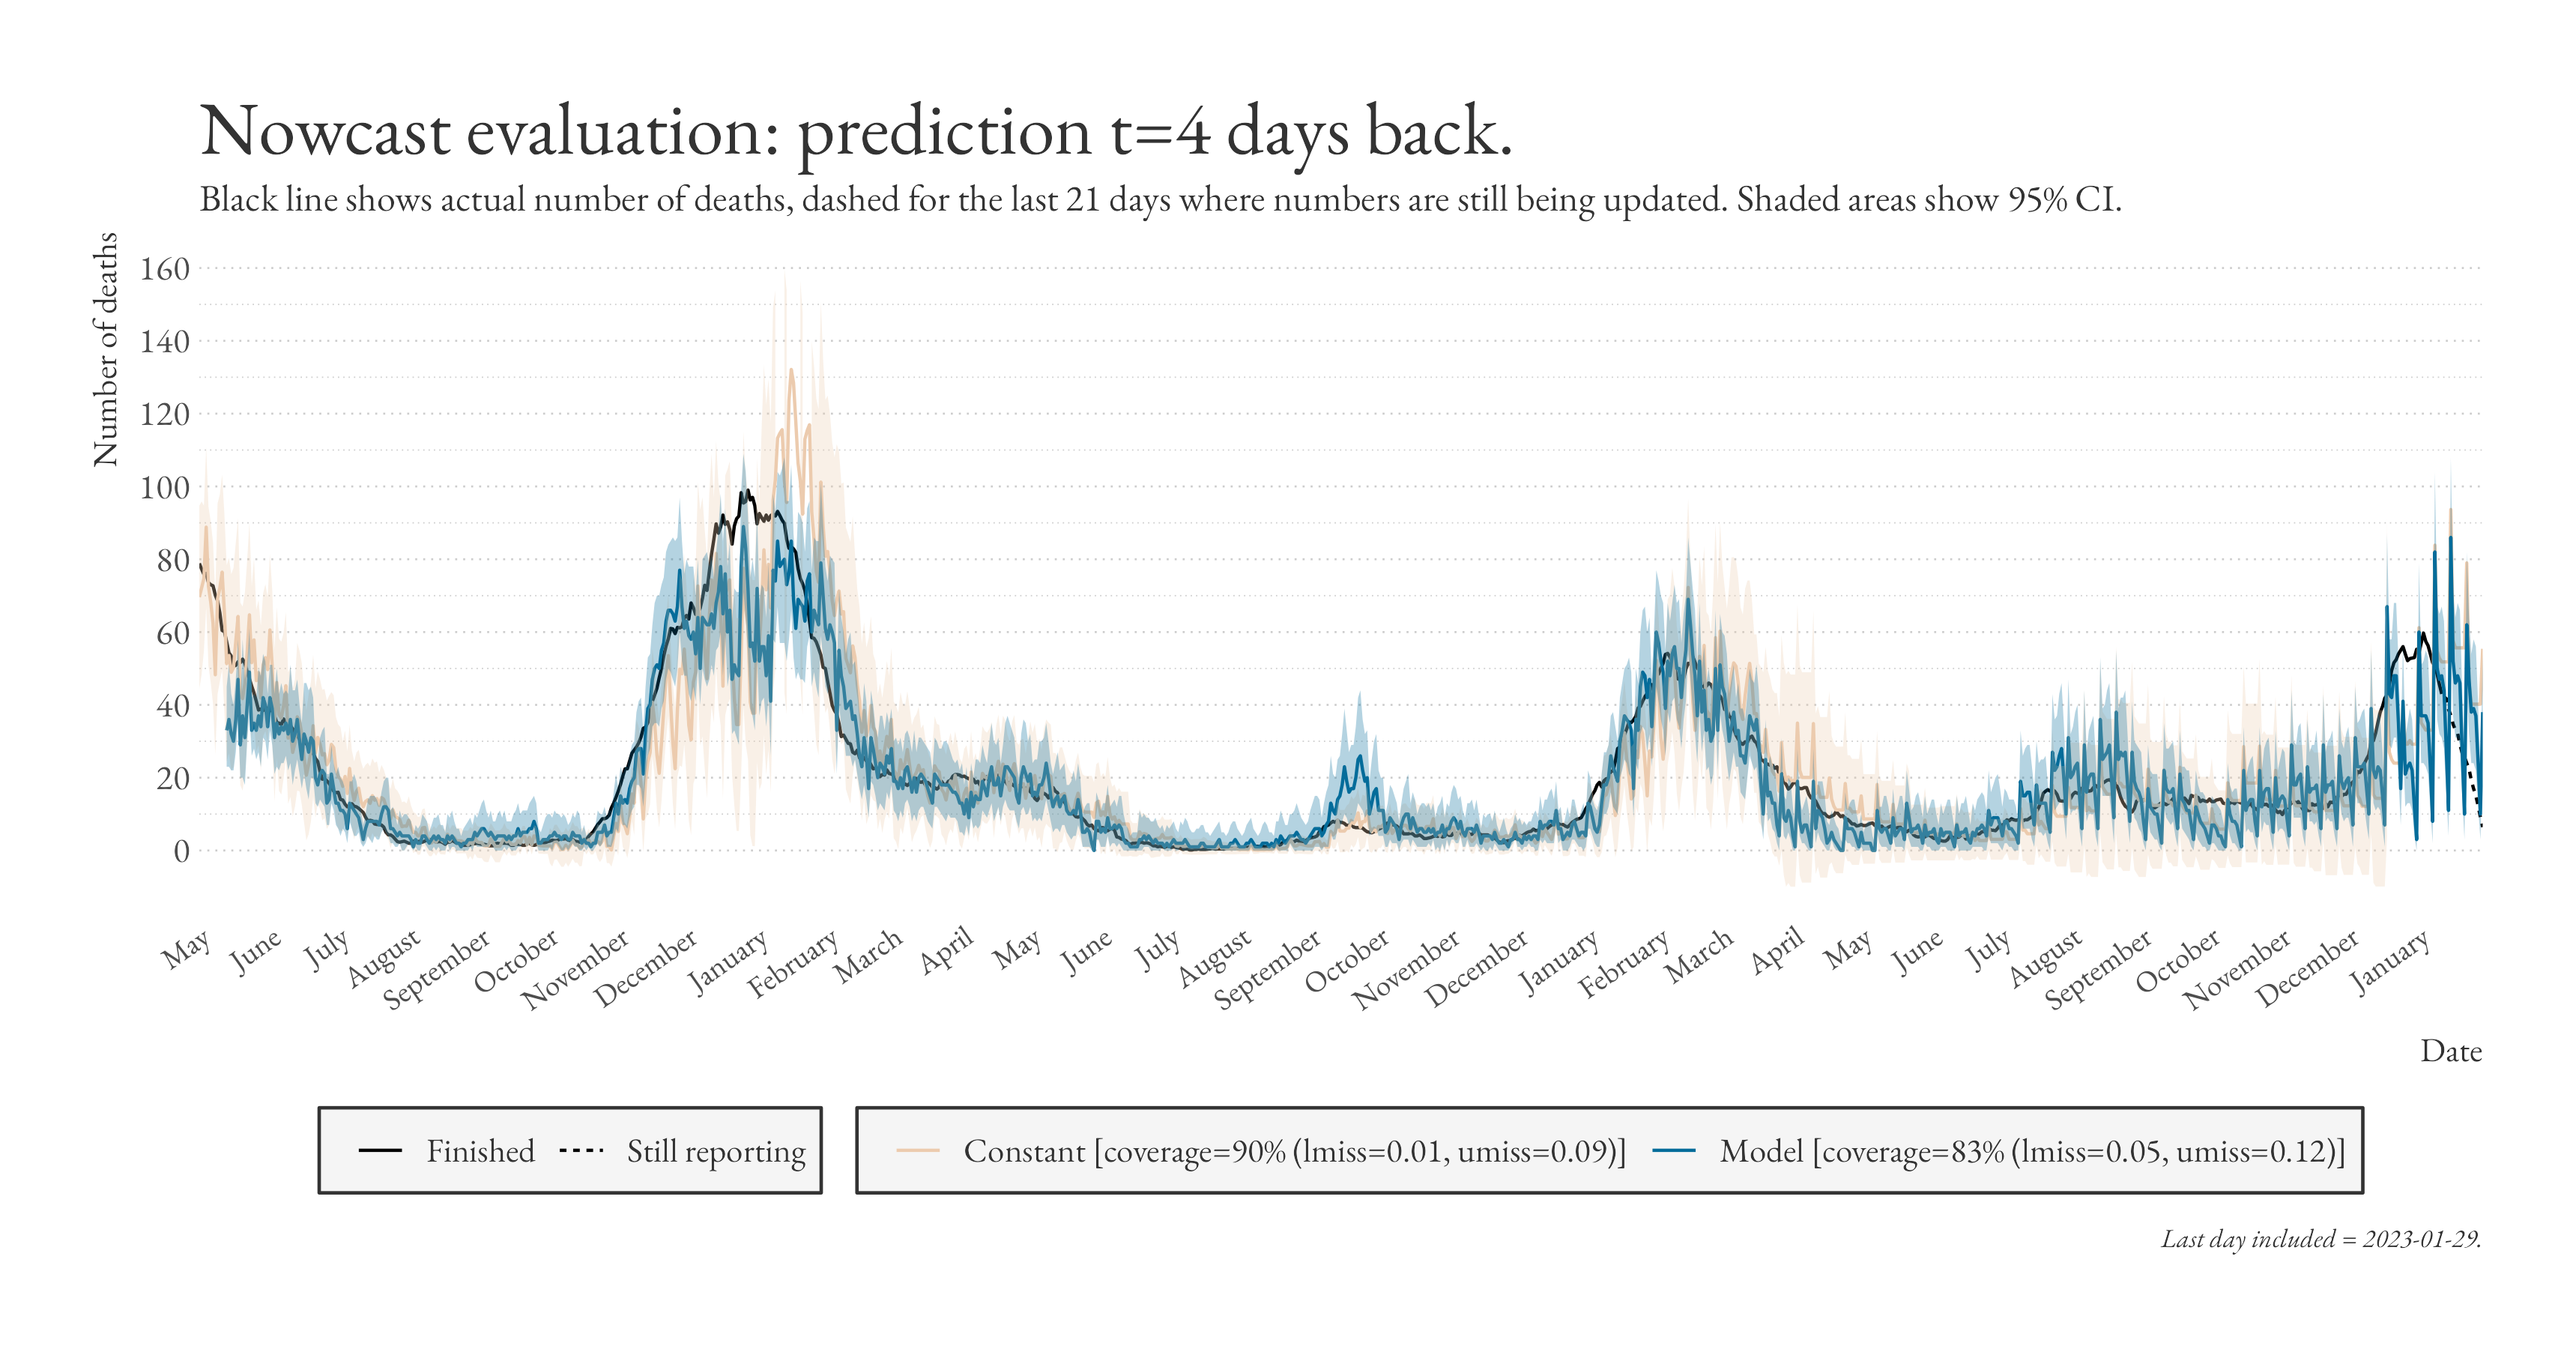 Nowcast evaluation: prediction t=4 days back.
Black line shows actual number of deaths, dashed for the last 21 days where numbers are still being updated. Shaded areas show 95% CI.
Number of deaths
160
140
120
100
80
60
40
20
0
May
June
July
August
September
October
November
December
January
February
March
April
May
June
July
August
September
October
November
December
January
February
March
April
May
June
July
August
September
October
November
December
January
Date
Finished
Still reporting
Constant [coverage=90% (lmiss=0.01, umiss=0.09)]
Model [coverage=83% (lmiss=0.05, umiss=0.12)]
Last day included = 2023-01-29.